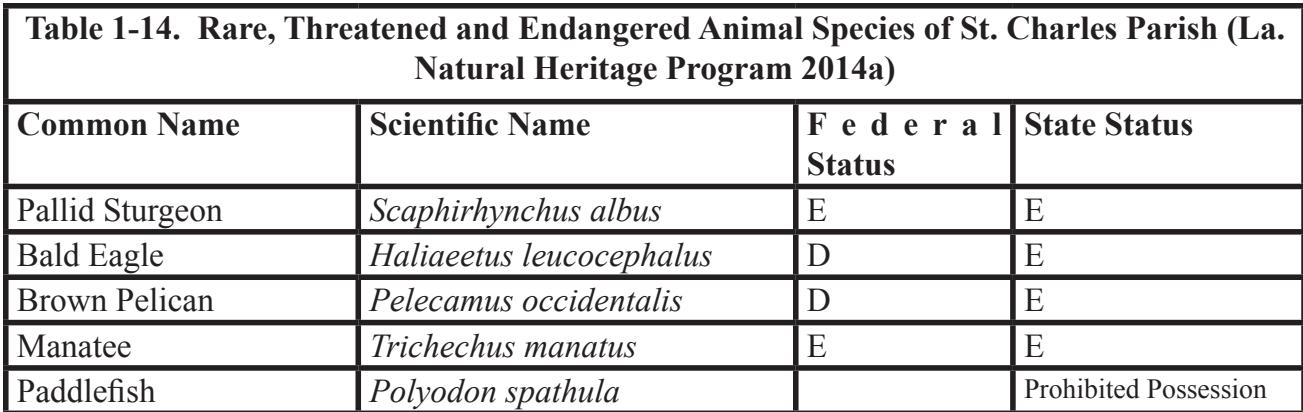 Table 1-14. Rare, Threatened and Endangered Animal Species of St. Charles Parish (La.
Natural Heritage Program 2014a)
Common Name Scientific Name F e d e r a l State Status
Status
Pallid Sturgeon Scaphirhynchus albus E E
Bald Eagle Haliaeetus leucocephalus D E
Brown Pelican Pelecamus occidentalis D E
Manatee Trichechus manatus E E
Paddlefish Polyodon spathula Prohibited Possession